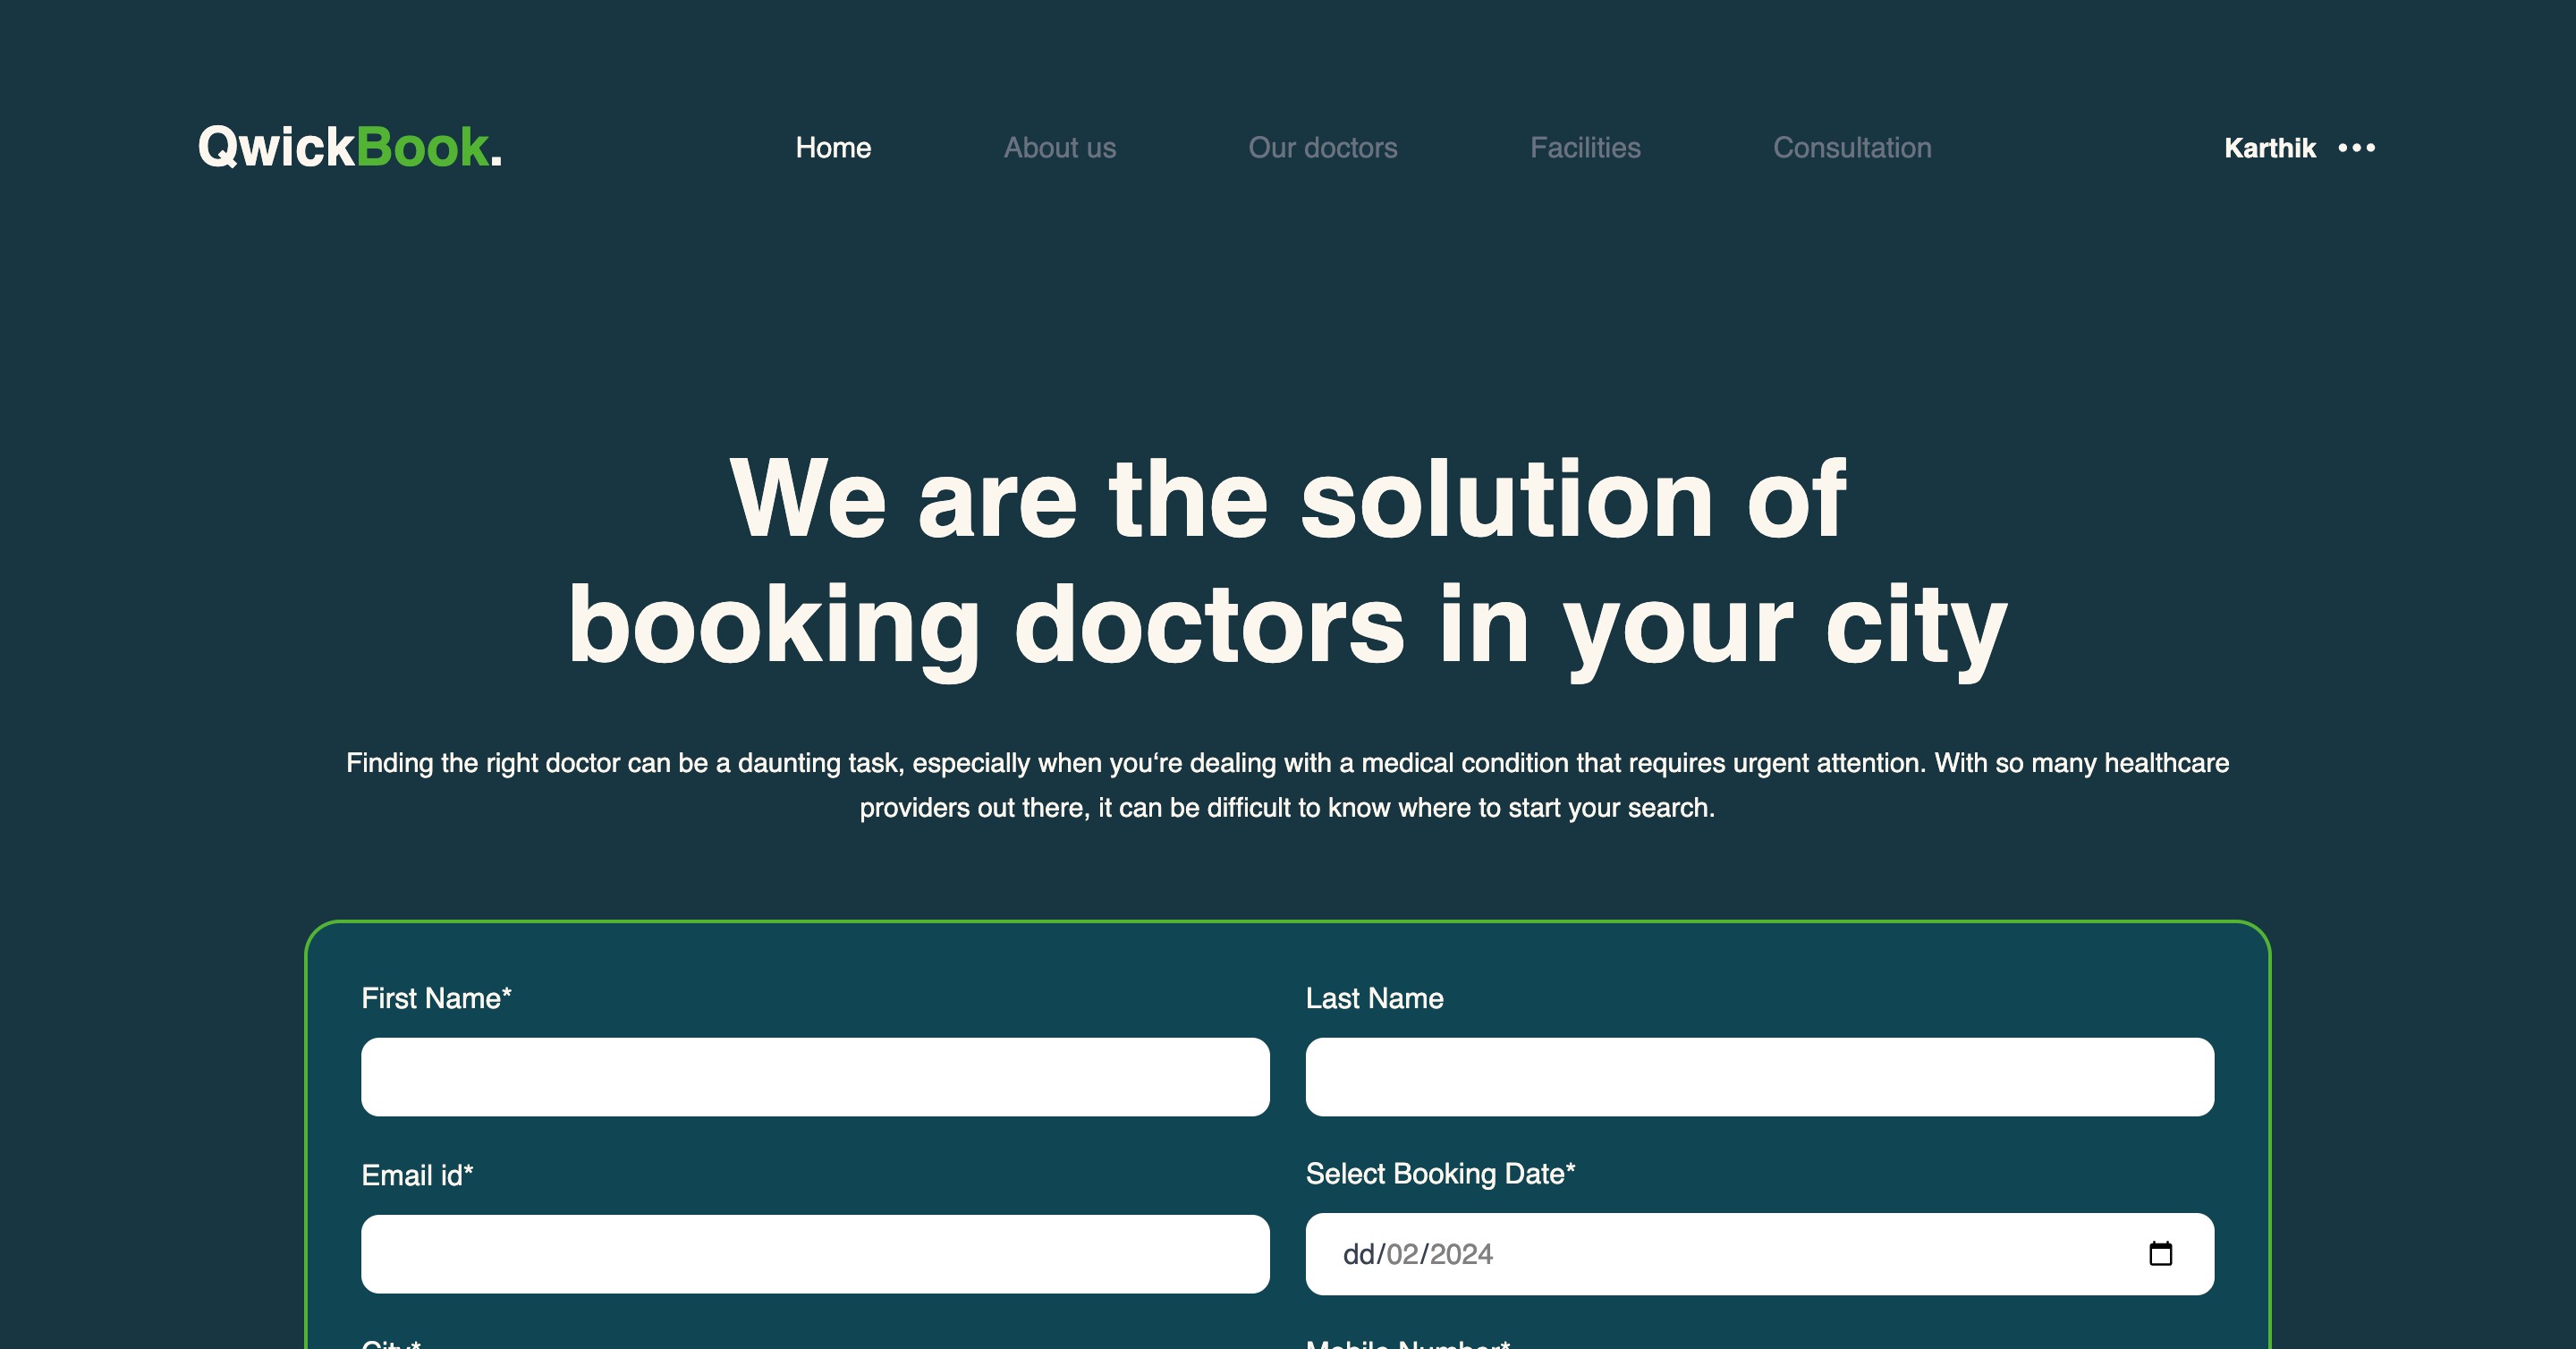 QwickBook.
Home
About us
Our doctors
Facilities
Consultation
Karthik
We are the solution of
booking doctors in your city
Finding the right doctor can be a daunting task, especially when you‘re dealing with a medical condition that requires urgent attention. With so many healthcare
providers out there, it can be difficult to know where to start your search.
First Name*
Last Name
Email id*
Select Booking Date*
dd/02/2024
City*
Mobile Number*